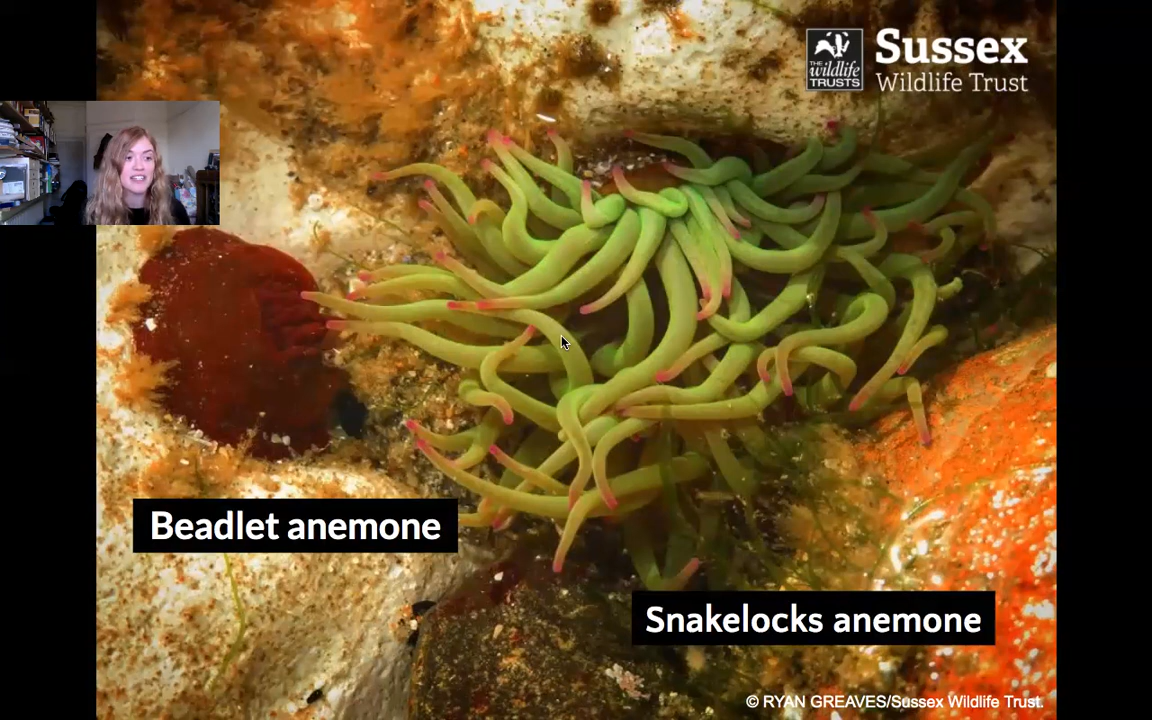 THE
wildlife
TRUSTS
Sussex
Wildlife Trust
Beadlet anemone
Snakelocks anemone
© RYAN GREAVES/Sussex Wildlife Trust.